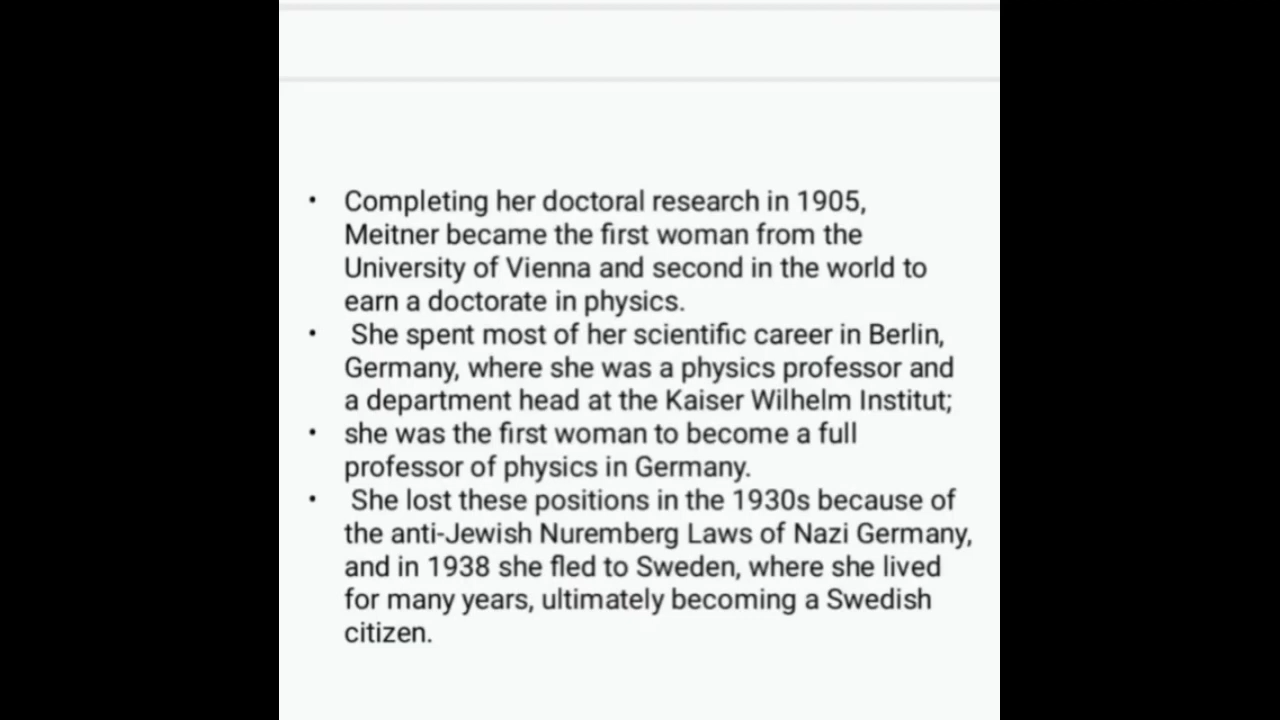 • Completing her doctoral research in 1905,
Meitner became the first woman from the
University of Vienna and second in the world to
earn a doctorate in physics.
• She spent most of her scientific career in Berlin,
Germany, where she was a physics professor and
a department head at the Kaiser Wilhelm Institut;
• she was the first woman to become a full
professor of physics in Germany.
• She lost these positions in the 1930s because of
the anti-Jewish Nuremberg Laws of Nazi Germany,
and in 1938 she fled to Sweden, where she lived
for many years, ultimately becoming a Swedish
citizen.